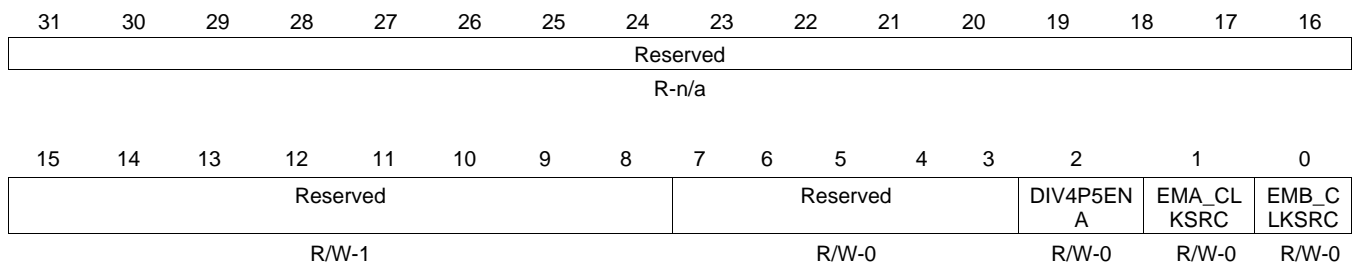 31 30 29 28 27 26 25 24 23 22 21 20 19 18 17 16
Reserved
R-n/a
15 14 13 12 11 10 9 8 7 6 5 4 3 2 1 0
Reserved Reserved DIV4P5EN EMA_CL EMB_C
A KSRC LKSRC
R/W-1 R/W-0 R/W-0 R/W-0 R/W-0